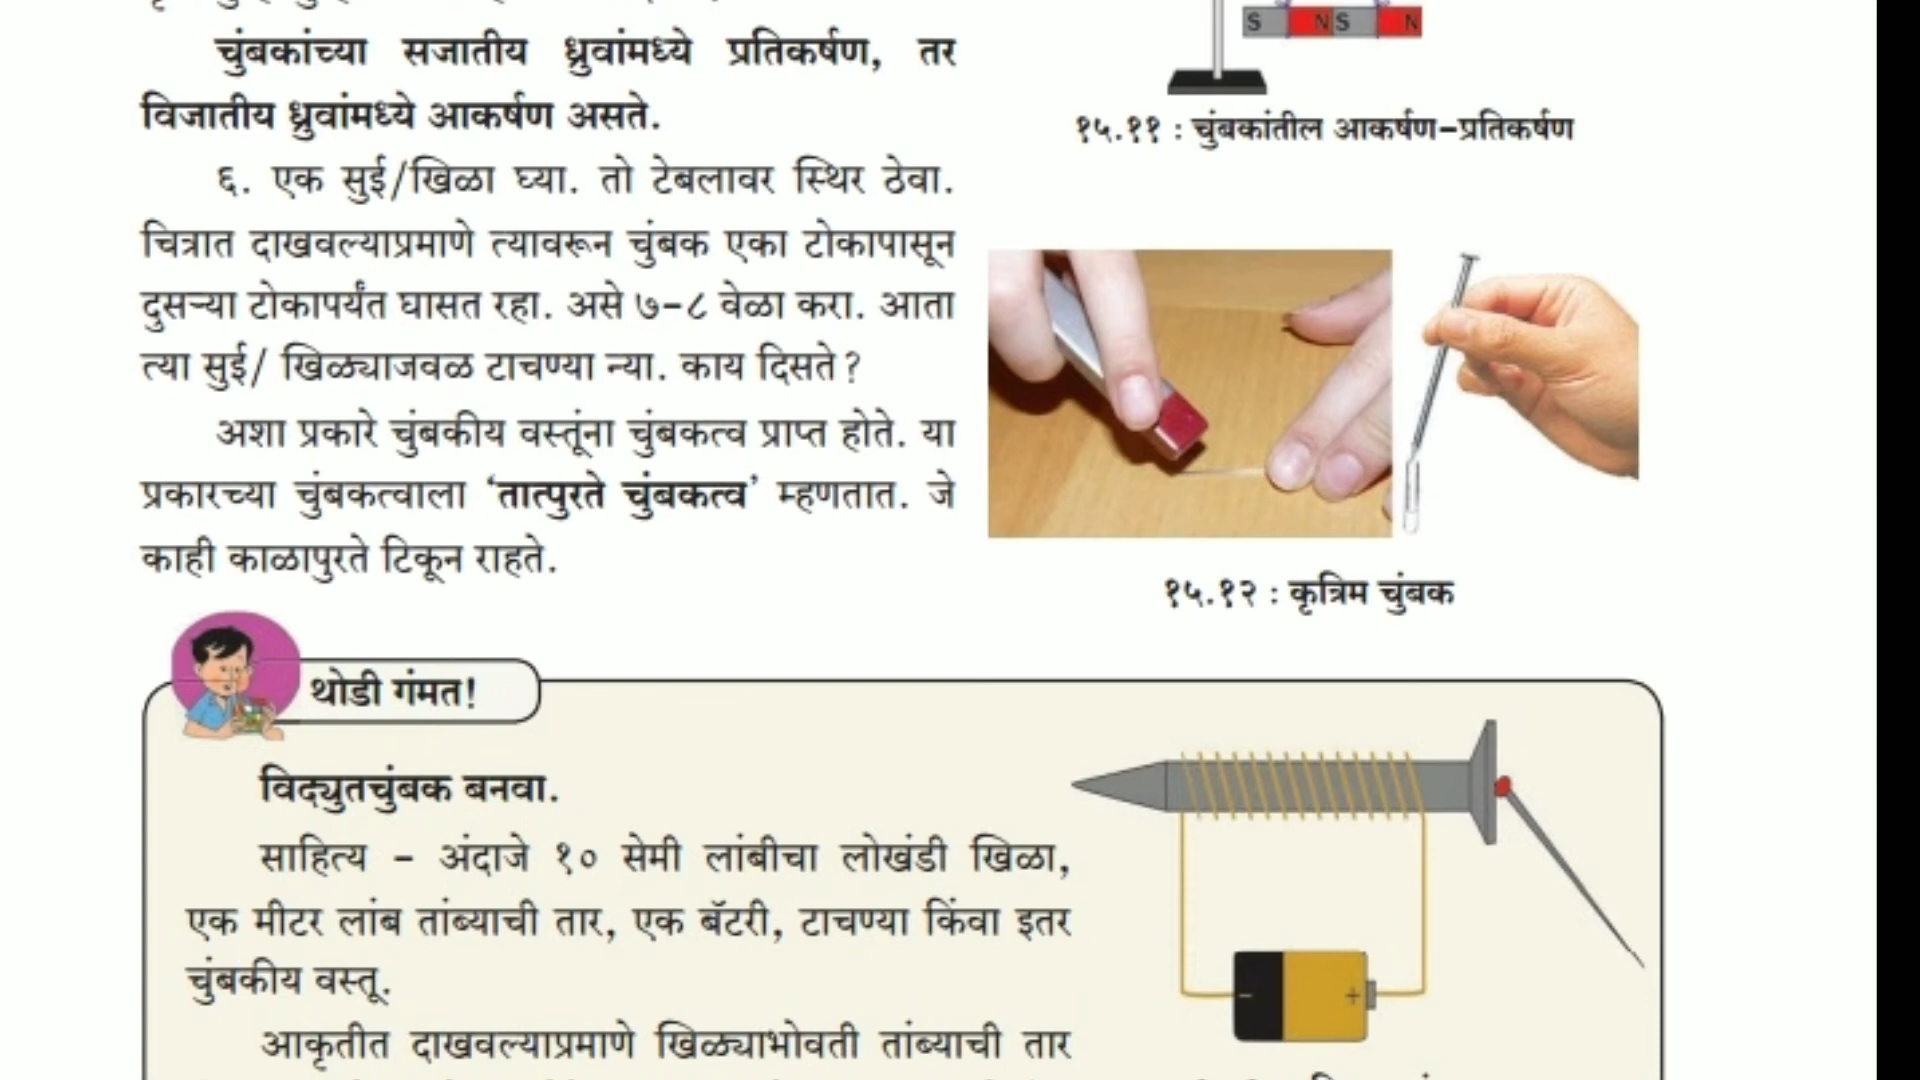 चुंबकांच्या सजातीय ध्रुवांमध्ये प्रतिकर्षण, तर
विजातीय ध्रुवांमध्ये आकर्षण असते.
६. एक सुई/खिळा घ्या. तो टेबलावर स्थिर ठेवा.
चित्रात दाखवल्याप्रमाणे त्यावरून चुंबक एका टोकापासून
दुसऱ्या टोकापर्यंत घासत रहा. असे ७-८ वेळा करा. आता
त्या सुई/ खिळ्याजवळ टाचण्या न्या. काय दिसते?
अशा प्रकारे चुंबकीय वस्तूंना चुंबकत्व प्राप्त होते. या
प्रकारच्या चुंबकत्वाला ‘तात्पुरते चुंबकत्व’ म्हणतात. जे
काही काळापुरते टिकून राहते.
S N S N
१५.११ : चुंबकांतील आकर्षण-प्रतिकर्षण
१५.१२ : कृत्रिम चुंबक
थोडी गंमत!
विद्युतचुंबक बनवा.
साहित्य - अंदाजे १० सेमी लांबीचा लोखंडी खिळा,
एक मीटर लांब तांब्याची तार, एक बॅटरी, टाचण्या किंवा इतर
चुंबकीय वस्तू.
आकृतीत दाखवल्याप्रमाणे खिळ्याभोवती तांब्याची तार
- +